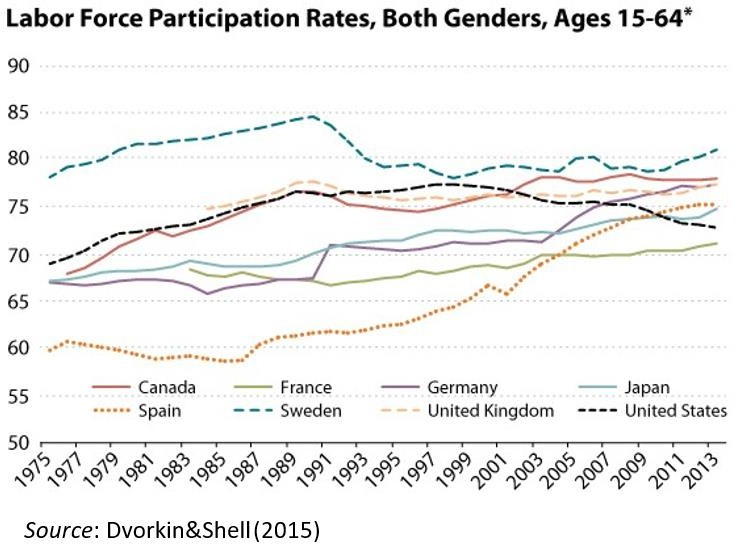 Labor Force Participation Rates, Both Genders, Ages 15-64*
90
85
80
75
70
65
60
55
50
Canada France Germany Japan
Spain Sweden United Kingdom United States
1975 1977 1979 1981 1983 1985 1987 1989 1991 1993 1995 1997 1999 2001 2003 2005 2007 2009 2011 2013
Source: Dvorkin&Shell (2015)